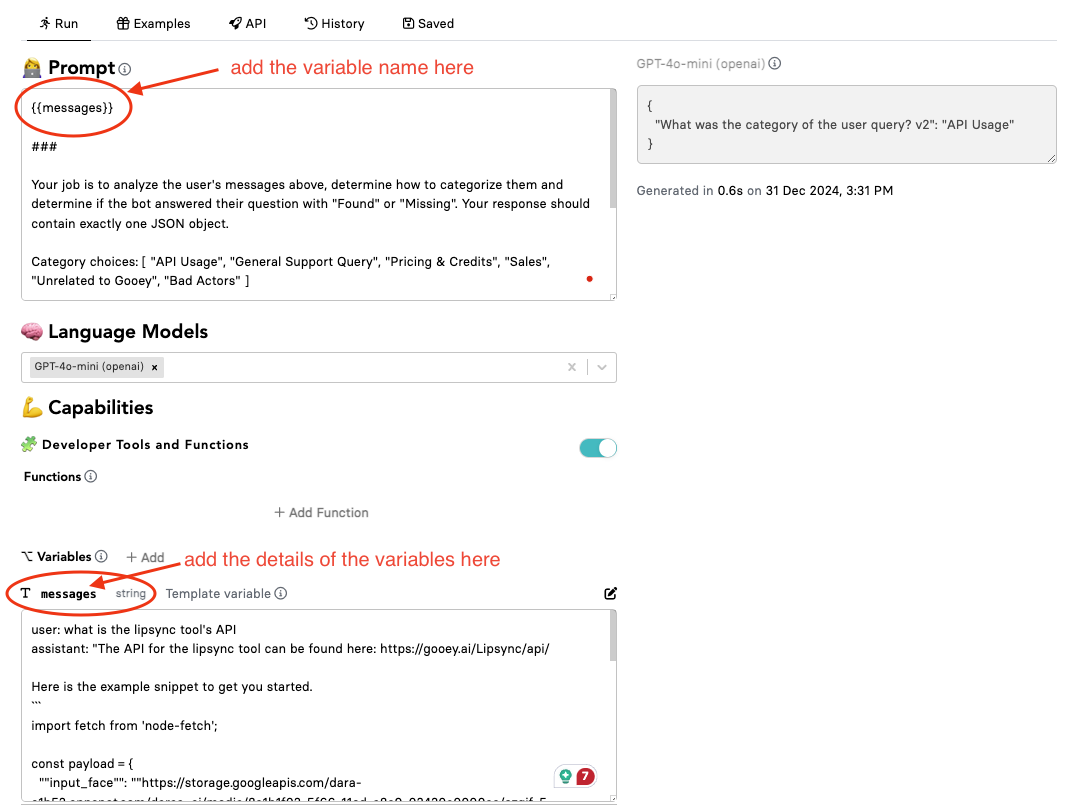 Run Examples API History Saved
Prompt add the variable name here
{{messages}}
###
Your job is to analyze the user's messages above, determine how to categorize them and
determine if the bot answered their question with "Found" or "Missing". Your response should
contain exactly one JSON object.
Category choices: [ "API Usage", "General Support Query", "Pricing & Credits", "Sales",
"Unrelated to Gooey", "Bad Actors" ]
Language Models
GPT-4o-mini (openai) x
Capabilities
Developer Tools and Functions
Functions
+ Add Function
Variables + Add add the details of the variables here
T messages string Template variable
user: what is the lipsync tool's API
assistant: "The API for the lipsync tool can be found here: https://gooey.ai/Lipsync/api/
Here is the example snippet to get you started.
```
import fetch from 'node-fetch';
const payload = {
""input_face"": ""https://storage.googleapis.com/dara-
7
GPT-4o-mini (openai)
{
"What was the category of the user query? v2": "API Usage"
}
Generated in 0.6s on 31 Dec 2024, 3:31 PM